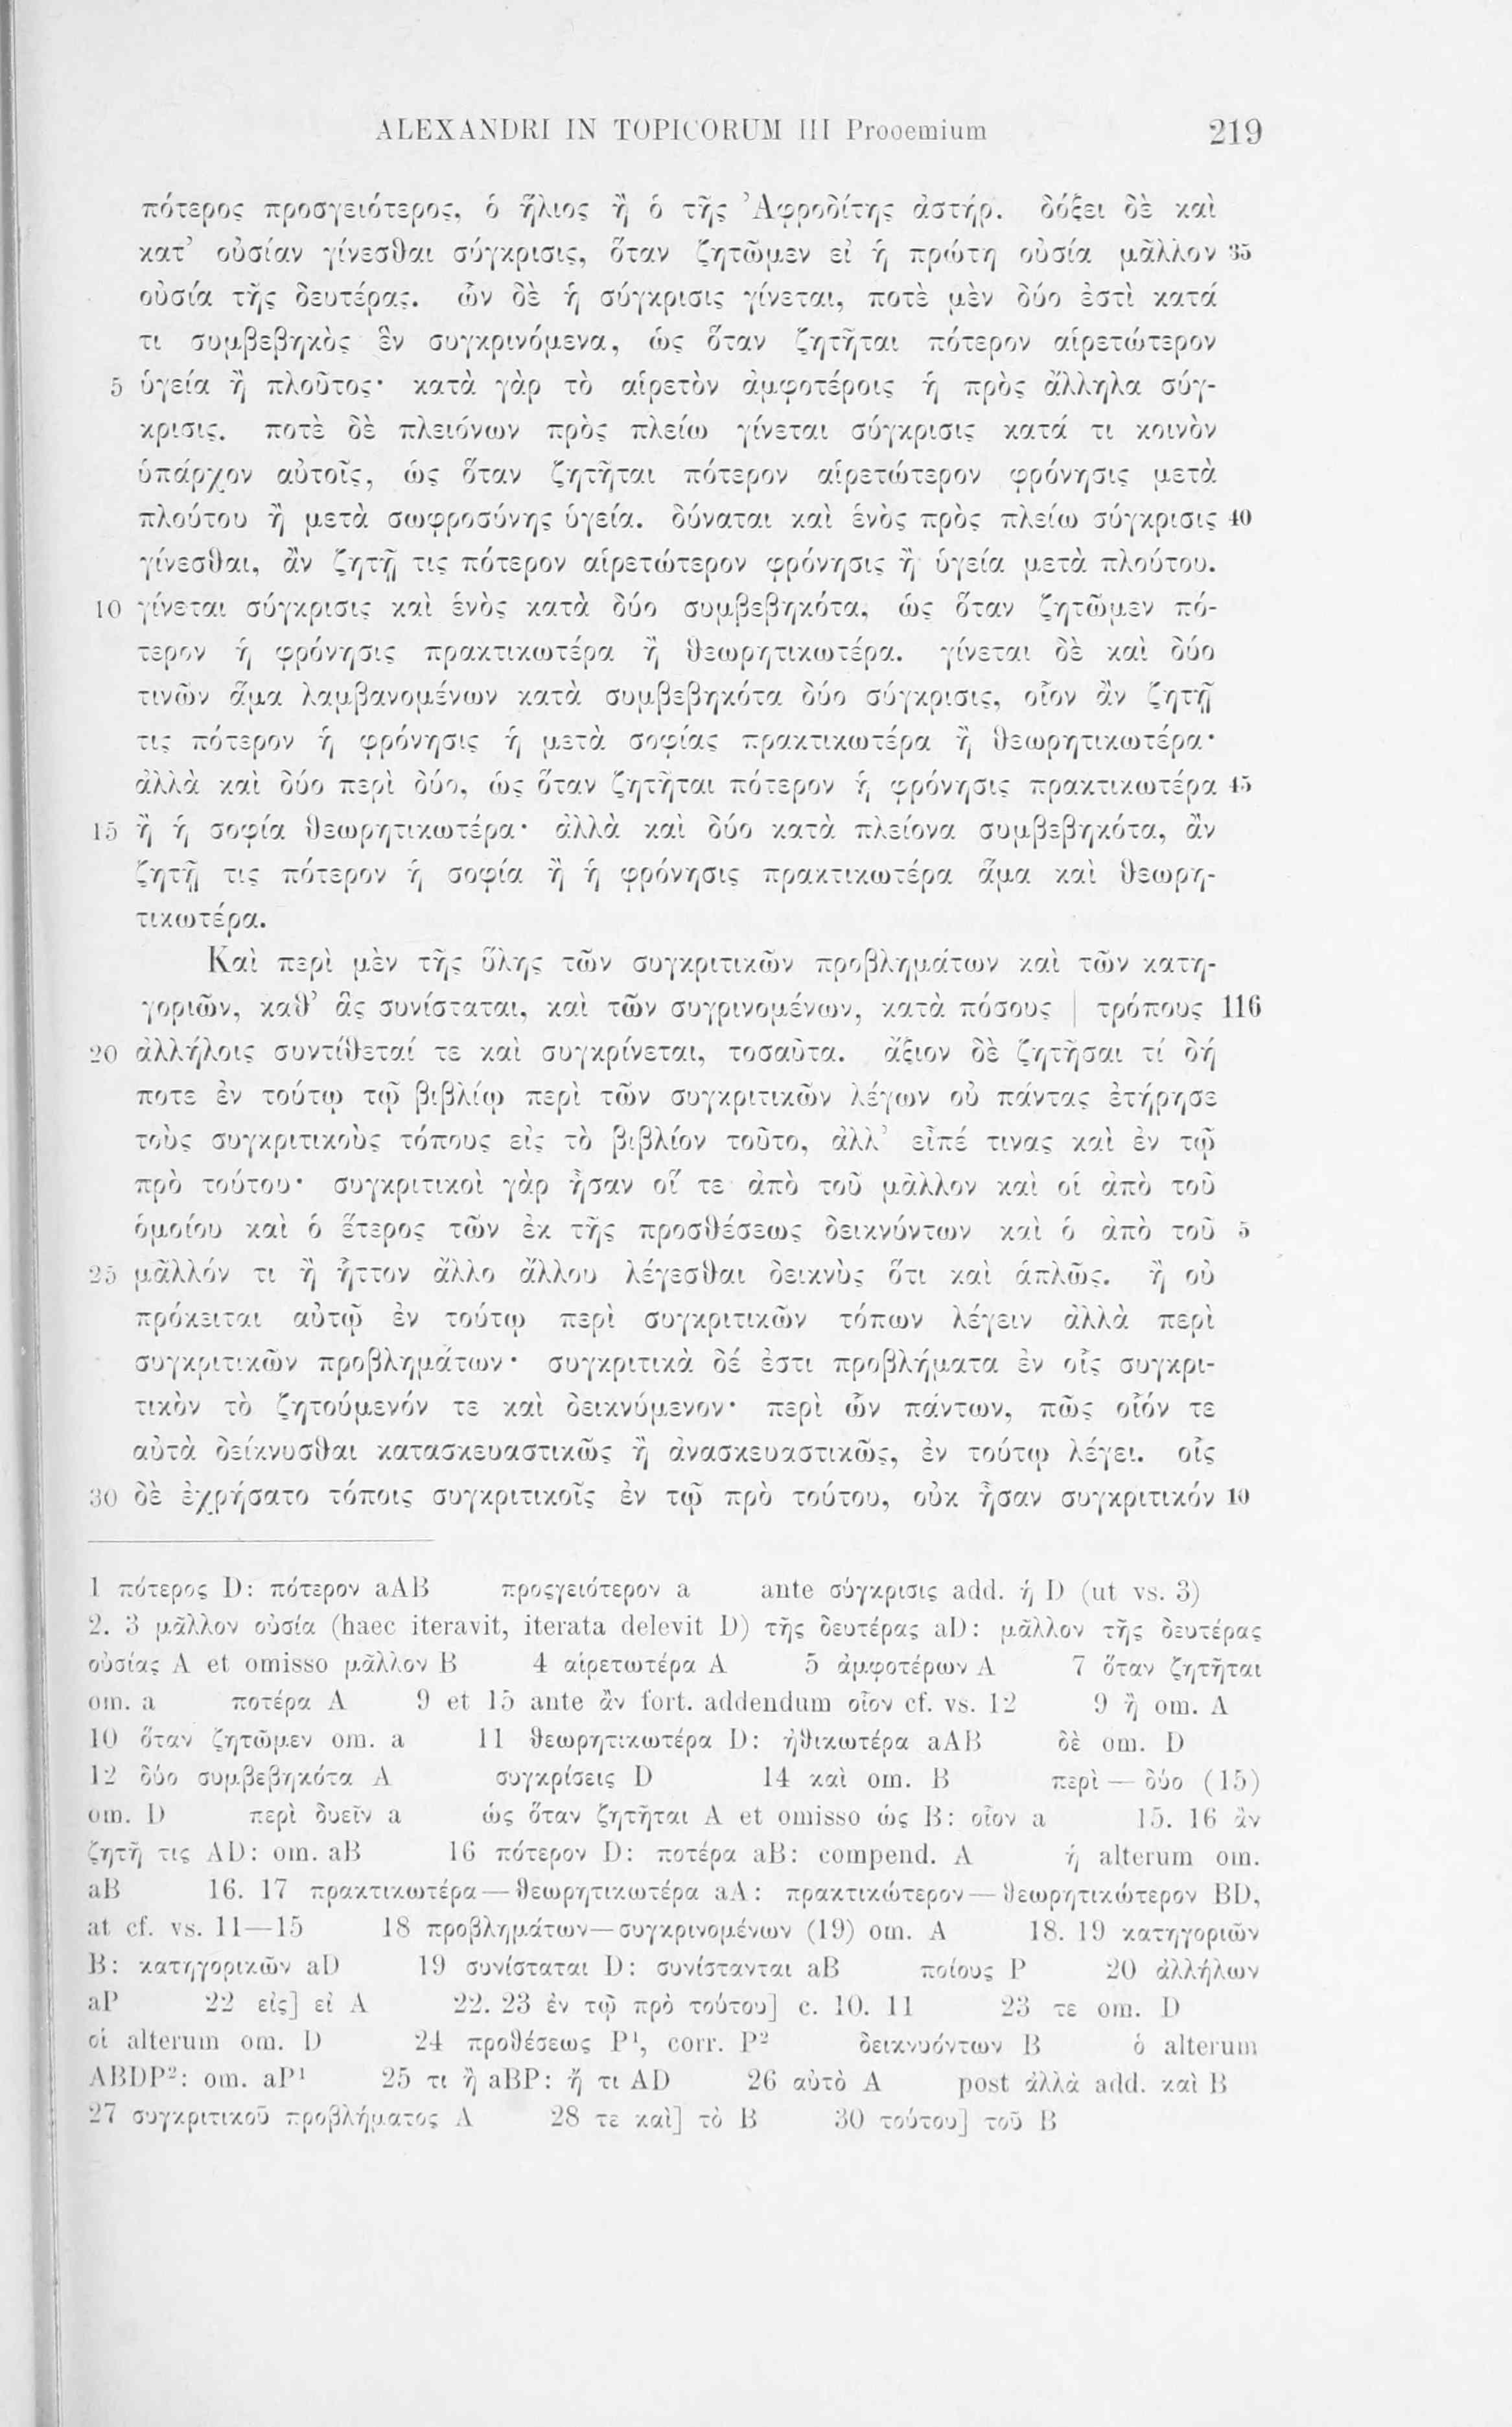 ALEXANDRI IN TOPICORUM III Prooemium 219
πότερος προσγειότερος, ὁ ἥλιος ἢ ὁ τῆς Ἀφροδίτης ἀστήρ. δόξει δὲ καὶ
κατ’ οὐσίαν γίνεσθαι σύγκρισις, ὅταν ζητῶμεν εἰ ἡ πρώτη οὐσία μᾶλλον 35
οὐσία τῆς δευτέρας. ὧν δὲ ἡ σύγκρισις γίνεται, ποτὲ μὲν δύο ἐστὶ κατά
τι συμβεβηκὸς ἓν συγκρινόμενα, ὡς ὅταν ζητῆται πότερον αἱρετώτερον
5 ὑγεία ἢ πλοῦτος· κατὰ γὰρ τὸ αἱρετὸν ἀμφοτέροις ἡ πρὸς ἄλληλα σύγ-
κρισις. ποτὲ δὲ πλειόνων πρὸς πλείω γίνεται σύγκρισις κατά τι κοινὸν
ὑπάρχον αὐτοῖς, ὡς ὅταν ζητῆται πότερον αἱρετώτερον φρόνησις μετὰ
πλούτου ἢ μετὰ σωφροσύνης ὑγεία. δύναται καὶ ἑνὸς πρὸς πλείω σύγκρισις 40
γίνεσθαι, ἂν ζητῇ τις πότερον αἱρετώτερον φρόνησις ἢ ὑγεία μετὰ πλούτου.
10 γίνεται σύγκρισις καὶ ἑνὸς κατὰ δύο συμβεβηκότα, ὡς ὅταν ζητῶμεν πό-
τερον ἡ φρόνησις πρακτικωτέρα ἢ θεωρητικωτέρα. γίνεται δὲ καὶ δύο
τινῶν ἅμα λαμβανομένων κατὰ συμβεβηκότα δύο σύγκρισις, οἷον ἂν ζητῇ
τις πότερον ἡ φρόνησις ἡ μετὰ σοφίας πρακτικωτέρα ἢ θεωρητικωτέρα·
ἀλλὰ καὶ δύο περὶ δύο, ὡς ὅταν ζητῆται πότερον ἡ φρόνησις πρακτικωτέρα 45
15 ἢ ἡ σοφία θεωρητικωτέρα· ἀλλὰ καὶ δύο κατὰ πλείονα συμβεβηκότα, ἂν
ζητῇ τις πότερον ἡ σοφία ἢ ἡ φρόνησις πρακτικωτέρα ἅμα καὶ θεωρη-
τικωτέρα.
Καὶ περὶ μὲν τῆς ὕλης τῶν συγκριτικῶν προβλημάτων καὶ τῶν κατη-
γοριῶν, καθ’ ἃς συνίσταται, καὶ τῶν συγρινομένων, κατὰ πόσους | τρόπους 116
20 ἀλλήλοις συντίθεταί τε καὶ συγκρίνεται, τοσαῦτα. ἄξιον δὲ ζητῆσαι τί δή
ποτε ἐν τούτῳ τῷ βιβλίῳ περὶ τῶν συγκριτικῶν λέγων οὐ πάντας ἐτήρησε
τοὺς συγκριτικοὺς τόπους εἰς τὸ βιβλίον τοῦτο, ἀλλ’ εἶπέ τινας καὶ ἐν τῷ
πρὸ τούτου· συγκριτικοὶ γὰρ ἦσαν οἵ τε ἀπὸ τοῦ μᾶλλον καὶ οἱ ἀπὸ τοῦ
ὁμοίου καὶ ὁ ἕτερος τῶν ἐκ τῆς προσθέσεως δεικνύντων καὶ ὁ ἀπὸ τοῦ 5
25 μᾶλλόν τι ἢ ἧττον ἄλλο ἄλλου λέγεσθαι δεικνὺς ὅτι καὶ ἁπλῶς. ἢ οὐ
πρόκειται αὐτῷ ἐν τούτῳ περὶ συγκριτικῶν τόπων λέγειν ἀλλὰ περὶ
συγκριτικῶν προβλημάτων· συγκριτικὰ δέ ἐστι προβλήματα ἐν οἷς συγκρι-
τικὸν τὸ ζητούμενόν τε καὶ δεικνύμενον· περὶ ὧν πάντων, πῶς οἷόν τε
αὐτὰ δείκνυσθαι κατασκευαστικῶς ἢ ἀνασκευαστικῶς, ἐν τούτῳ λέγει. οἷς
30 δὲ ἐχρήσατο τόποις συγκριτικοῖς ἐν τῷ πρὸ τούτου, οὐκ ἦσαν συγκριτικόν 10
1 πότερος D: πότερον aAB προςγειότερον a ante σύγκρισις add. ἡ D (ut vs. 3)
2. 3 μᾶλλον οὐσία (haec iteravit, iterata delevit D) τῆς δευτέρας aD: μᾶλλον τῆς δευτέρας
οὐσίας A et omisso μᾶλλον B 4 αἱρετωτέρα A 5 ἀμφοτέρων A 7 ὅταν ζητῆται
om. a ποτέρα A 9 et 15 ante ἂν fort. addendum οἷον cf. vs. 12 9 ἢ om. A
10 ὅταν ζητῶμεν om. a 11 θεωρητικωτέρα D: ἠθικωτέρα aAB δὲ om. D
12 δύο συμβεβηκότα A συγκρίσεις D 14 καὶ om. B περὶ — δύο (15)
om. D περὶ δυεῖν a ὡς ὅταν ζητῆται A et omisso ὡς B: οἷον a 15. 16 ἂν
ζητῇ τις AD: om. aB 16 πότερον D: ποτέρα aB: compend. A ἡ alterum om.
aB 16. 17 πρακτικωτέρα — θεωρητικωτέρα aA: πρακτικώτερον — θεωρητικώτερον BD,
at cf. vs. 11—15 18 προβλημάτων — συγκρινομένων (19) om. A 18. 19 κατηγοριῶν
B: κατηγορικῶν aD 19 συνίσταται D: συνίστανται aB ποίους P 20 ἀλλήλων
aP 22 εἰς] εἰ A 22. 23 ἐν τῷ πρὸ τούτου] c. 10. 11 23 τε om. D
οἱ alterum om. D 24 προθέσεως P¹, corr. P² δεικνυόντων B ὁ alterum
ABDP²: om. aP¹ 25 τι ἢ aBP: ἤ τι AD 26 αὐτὸ A post ἀλλὰ add. καὶ B
27 συγκριτικοῦ προβλήματος A 28 τε καὶ] τὸ B 30 τούτου] τοῦ B